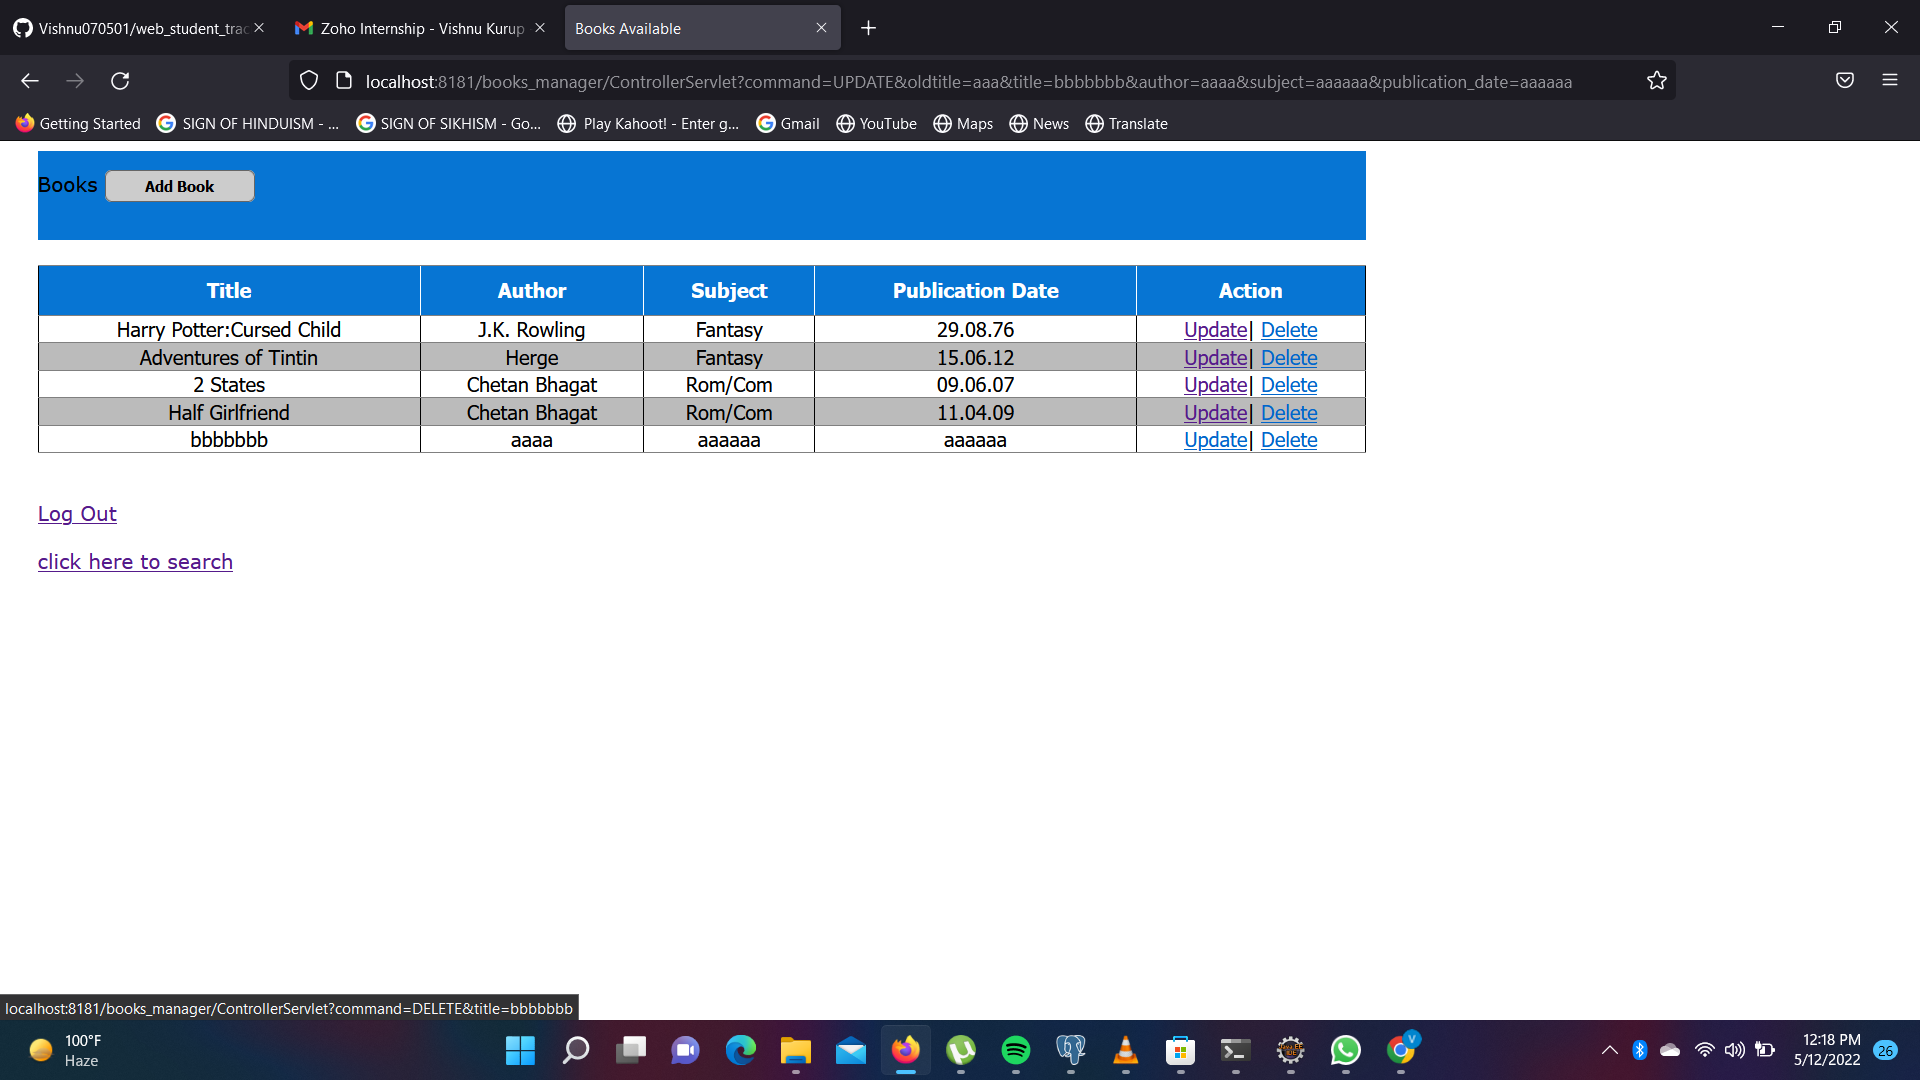 Vishnu070501/web_student_trac
Zoho Internship - Vishnu Kurup
Books Available
localhost:8181/books_manager/ControllerServlet?command=UPDATE&oldtitle=aaa&title=bbbbbbb&author=aaaa&subject=aaaaaa&publication_date=aaaaaa
Getting Started
SIGN OF HINDUISM - ...
SIGN OF SIKHISM - Go...
Play Kahoot! - Enter g...
Gmail
YouTube
Maps
News
Translate
Books Add Book
Title Author Subject Publication Date Action
Harry Potter:Cursed Child J.K. Rowling Fantasy 29.08.76 Update| Delete
Adventures of Tintin Herge Fantasy 15.06.12 Update| Delete
2 States Chetan Bhagat Rom/Com 09.06.07 Update| Delete
Half Girlfriend Chetan Bhagat Rom/Com 11.04.09 Update| Delete
bbbbbbb aaaa aaaaaa aaaaaa Update| Delete
Log Out
click here to search
localhost:8181/books_manager/ControllerServlet?command=DELETE&title=bbbbbbb
100°F
Haze
V
12:18 PM
5/12/2022
26